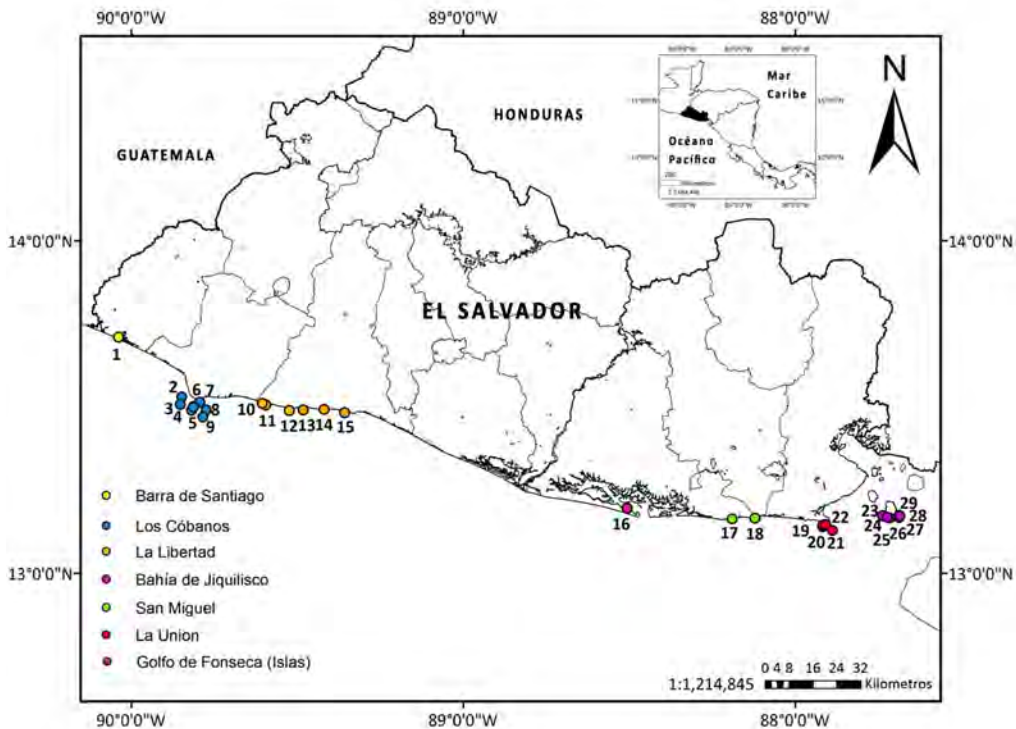 90°0'0"W 89°0'0"W 88°0'0"W
N
Mar
Caribe
HONDURAS
GUATEMALA
Océano
Pacífico
14°0'0"N 14°0'0"N
EL SALVADOR
1
2 6 7
3 8
4 5 9
10 11 12 13 14 15
16
17 18
19 20 21 22
23 24 25 26 27 28 29
13°0'0"N 13°0'0"N
Barra de Santiago
Los Cóbanos
La Libertad
Bahía de Jiquilisco
San Miguel
La Union
Golfo de Fonseca (Islas)
0 4 8 16 24 32
1:1,214,845 Kilometros
90°0'0"W 89°0'0"W 88°0'0"W